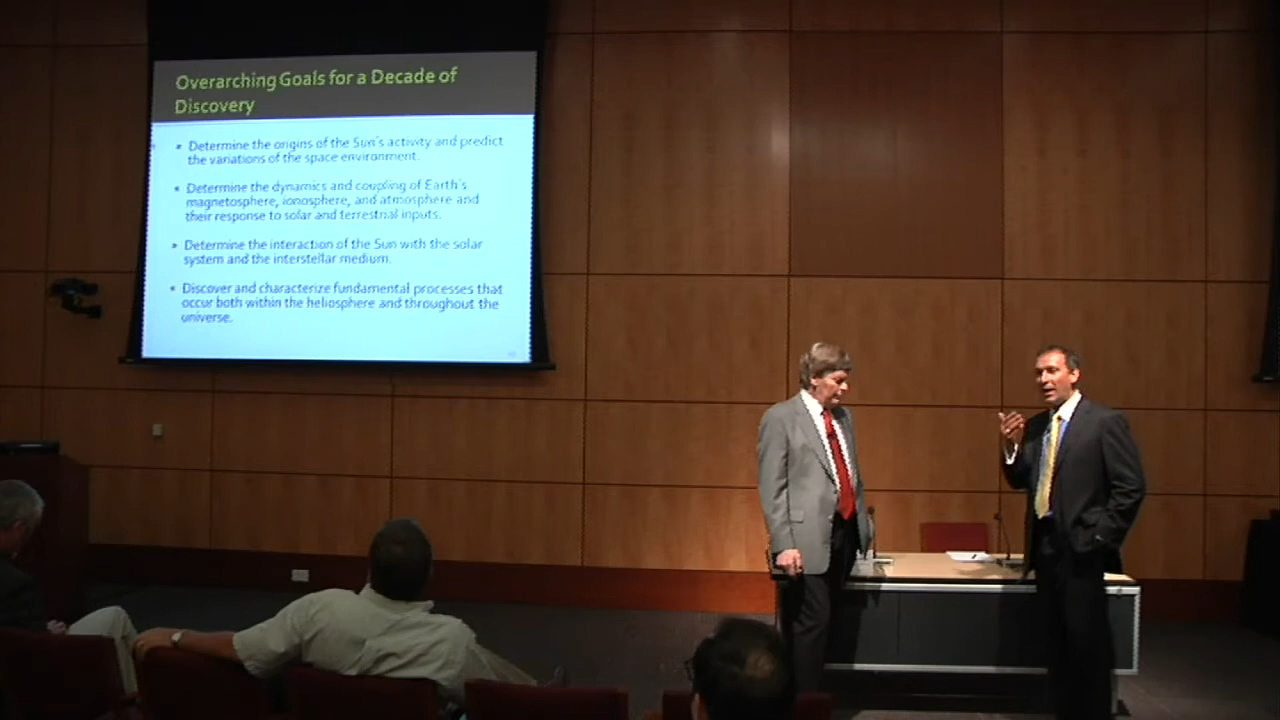 Overarching Goals for a Decade of
Discovery
Determine the origins of the Sun's activity and predict
the variations of the space environment.
Determine the dynamics and coupling of Earth's
magnetosphere, ionosphere, and atmosphere and
their response to solar and terrestrial inputs.
Determine the interaction of the Sun with the solar
system and the interstellar medium.
Discover and characterize fundamental processes that
occur both within the heliosphere and throughout the
universe.